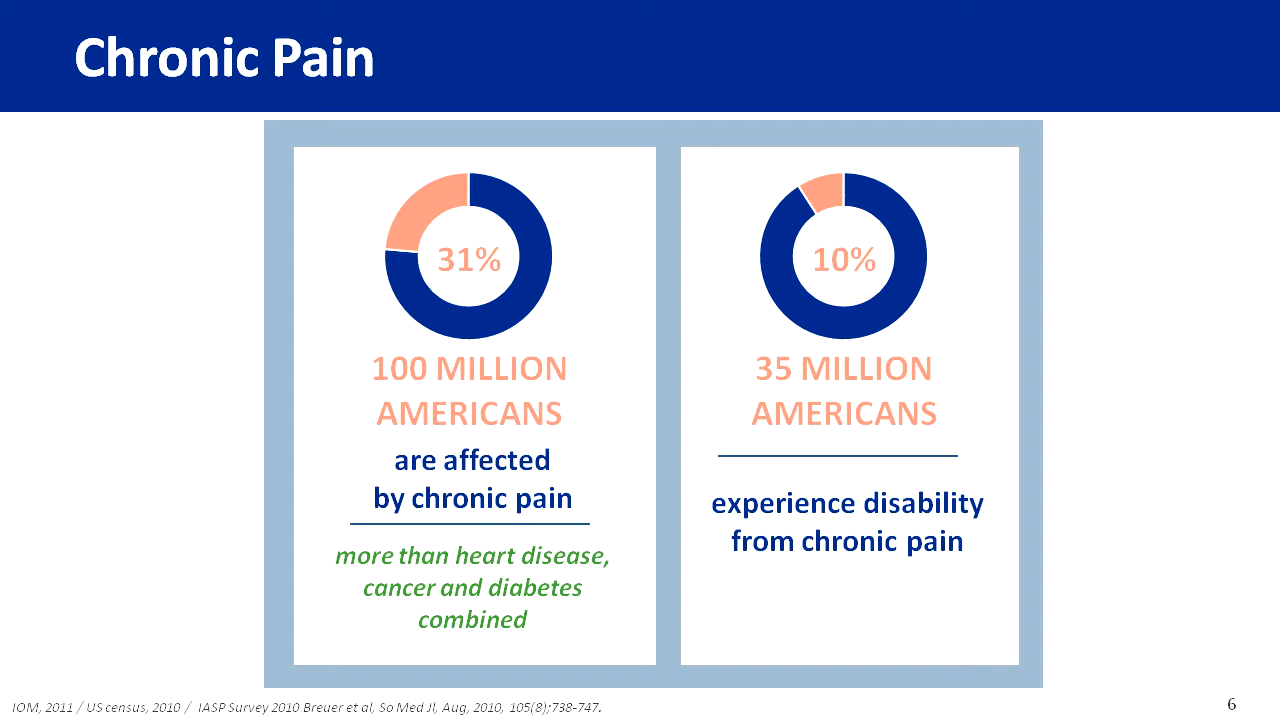 Chronic Pain
31%
100 MILLION
AMERICANS
are affected
by chronic pain
more than heart disease,
cancer and diabetes
combined
10%
35 MILLION
AMERICANS
experience disability
from chronic pain
IOM, 2011 / US census, 2010 / IASP Survey 2010 Breuer et al, So Med Jl, Aug, 2010, 105(8);738-747.
6